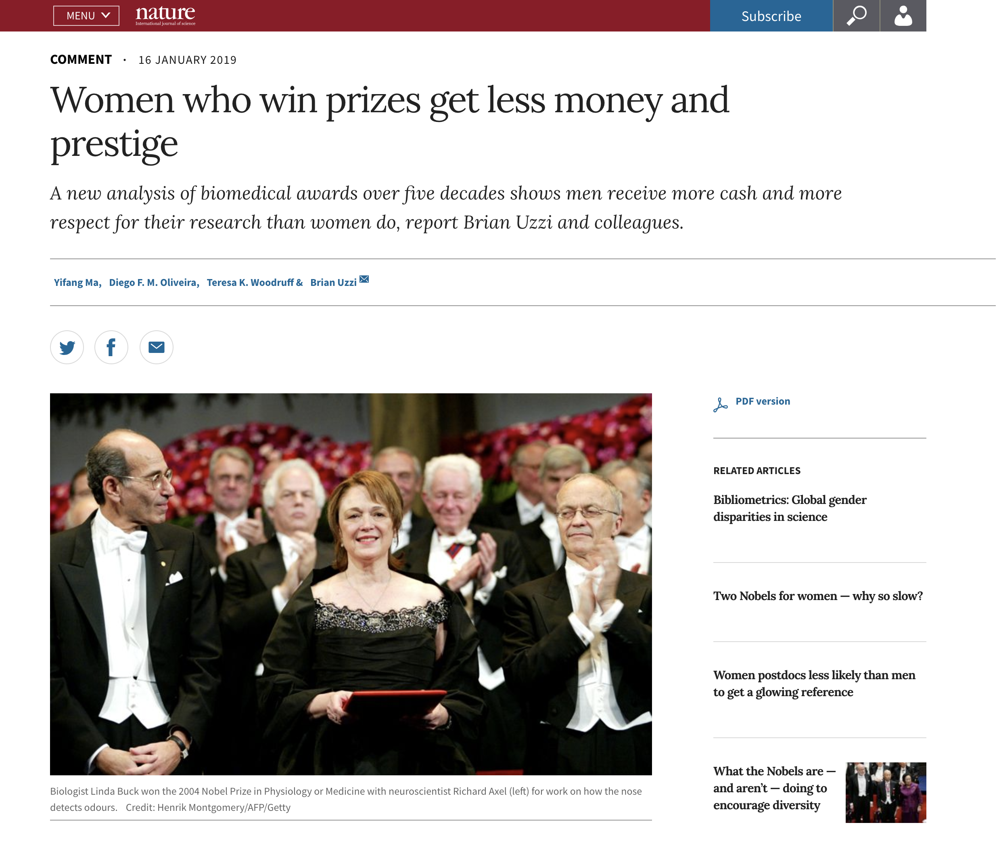 MENU
nature
International journal of science
Subscribe
COMMENT · 16 JANUARY 2019
Women who win prizes get less money and
prestige
A new analysis of biomedical awards over five decades shows men receive more cash and more
respect for their research than women do, report Brian Uzzi and colleagues.
Yifang Ma, Diego F. M. Oliveira, Teresa K. Woodruff & Brian Uzzi
Biologist Linda Buck won the 2004 Nobel Prize in Physiology or Medicine with neuroscientist Richard Axel (left) for work on how the nose
detects odours. Credit: Henrik Montgomery/AFP/Getty
PDF version
RELATED ARTICLES
Bibliometrics: Global gender
disparities in science
Two Nobels for women — why so slow?
Women postdocs less likely than men
to get a glowing reference
What the Nobels are —
and aren’t — doing to
encourage diversity